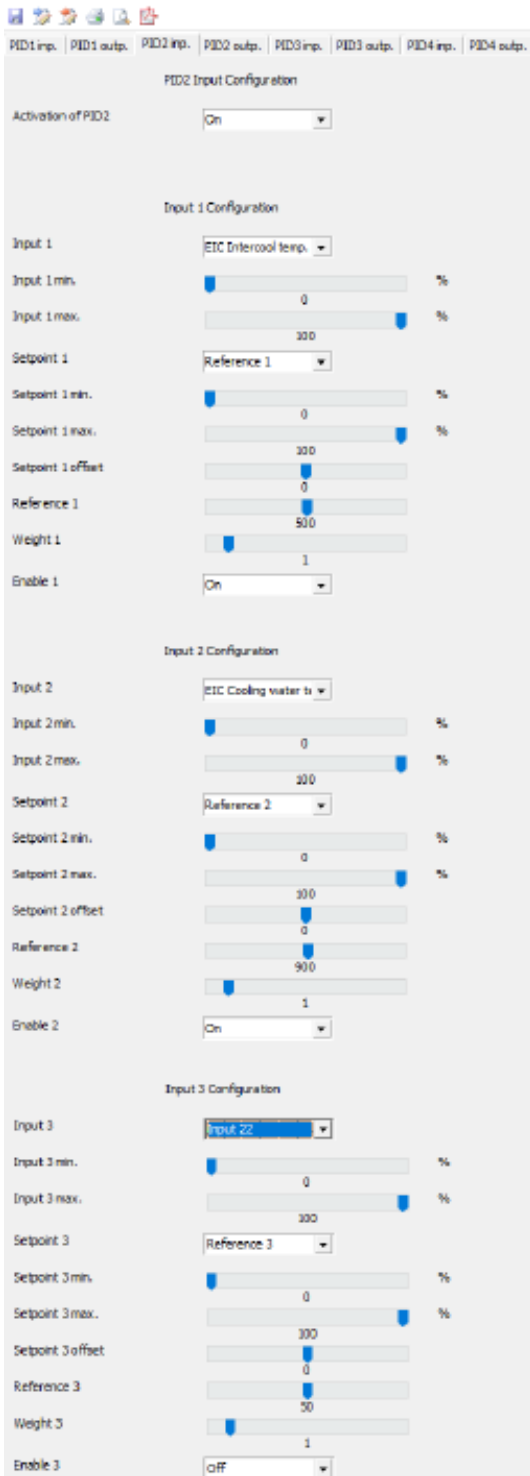 PID1 inp. PID1 outp. PID2 inp. PID2 outp. PID3 inp. PID3 outp. PID4 inp. PID4 outp.
PID2 Input Configuration
Activation of PID2 On
Input 1 Configuration
Input 1 EIC Intercool temp.
Input 1 min. %
0
Input 1 max. %
100
Setpoint 1 Reference 1
Setpoint 1 min. %
0
Setpoint 1 max. %
100
Setpoint 1 offset
0
Reference 1
500
Weight 1
1
Enable 1 On
Input 2 Configuration
Input 2 EIC Cooling water te
Input 2 min. %
0
Input 2 max. %
100
Setpoint 2 Reference 2
Setpoint 2 min. %
0
Setpoint 2 max. %
100
Setpoint 2 offset
0
Reference 2
900
Weight 2
1
Enable 2 On
Input 3 Configuration
Input 3 Input 22
Input 3 min. %
0
Input 3 max. %
100
Setpoint 3 Reference 3
Setpoint 3 min. %
0
Setpoint 3 max. %
100
Setpoint 3 offset
0
Reference 3
50
Weight 3
1
Enable 3 Off